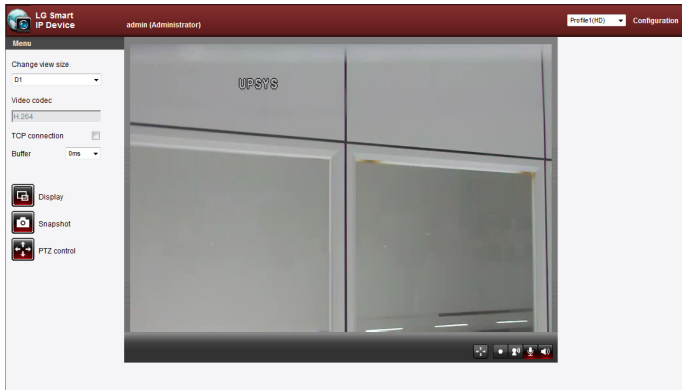 LG Smart
IP Device
admin (Administrator)
Profile1(HD)
Configuration
Menu
Change view size
D1
Video codec
H.264
TCP connection
Buffer
0ms
Display
Snapshot
PTZ control
UPSYS